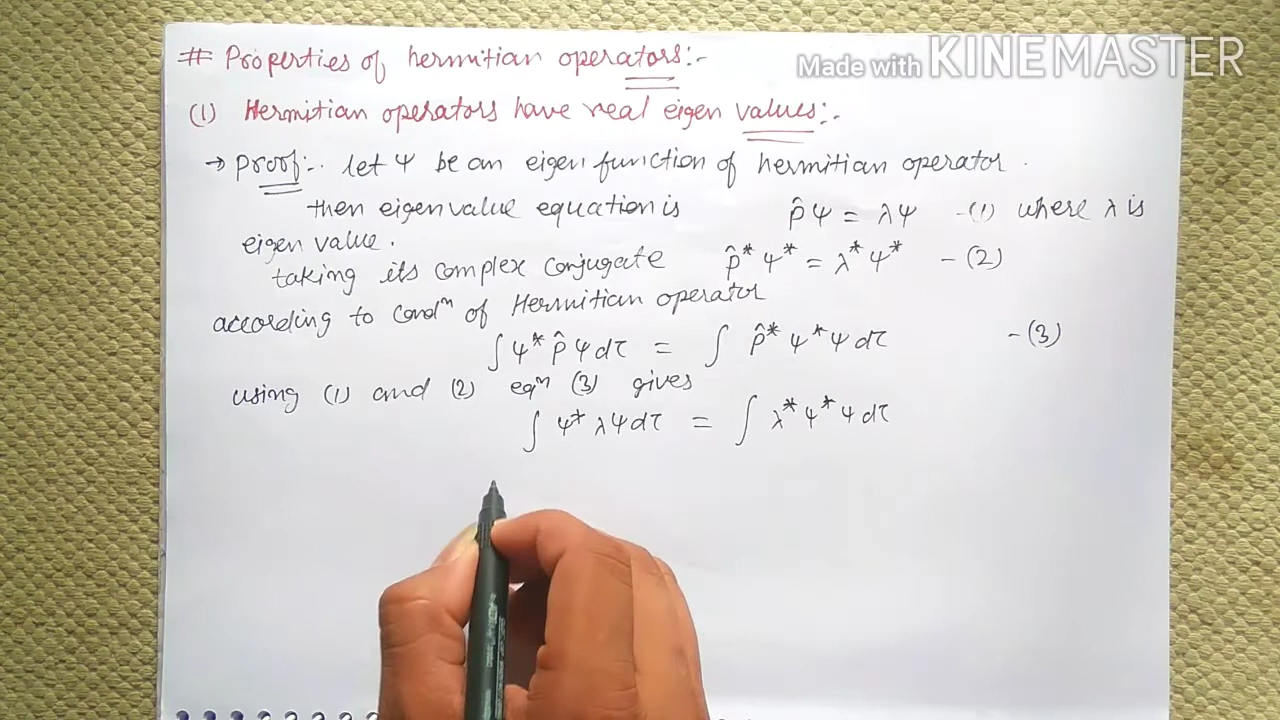 Made with KINEMASTER
# Properties of hermitian operators:-
(1) Hermitian operators have real eigen values:-
→ Proof:- let Ψ be an eigen function of hermitian operator.
then eigenvalue equation is p̂Ψ = λΨ -(1) where λ is
eigen value.
taking its complex conjugate p̂*Ψ* = λ*Ψ* -(2)
according to condⁿ of Hermitian operator
∫Ψ* p̂ Ψ dτ = ∫ p̂* Ψ* Ψ dτ -(3)
using (1) and (2) eqⁿ (3) gives
∫ Ψ* λΨ dτ = ∫ λ* Ψ* Ψ dτ